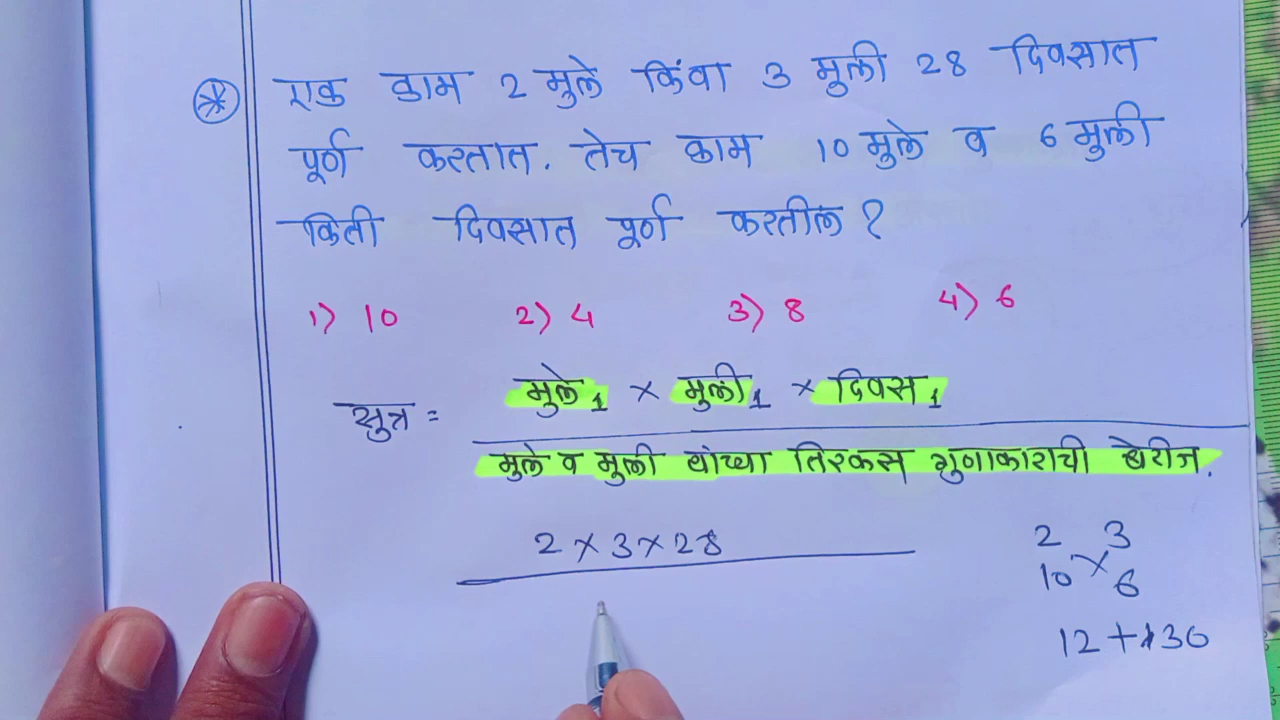 एक काम 2 मुले किंवा 3 मुली 28 दिवसात
पूर्ण करतात. तेच काम 10 मुले व 6 मुली
किती दिवसात पूर्ण करतील?
1) 10 2) 4 3) 8 4) 6
सुत्र = मुले1 × मुली1 × दिवस1
मुले व मुली यांच्या तिरकस गुणाकाराची बेरीज.
2 × 3 × 28
2 3
×
10 6
12 + 30